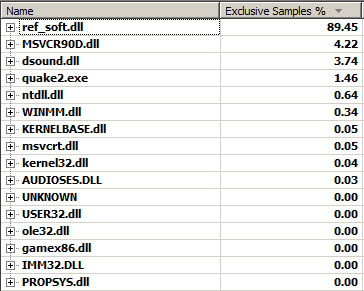 Name Exclusive Samples %
ref_soft.dll 89.45
MSVCR90D.dll 4.22
dsound.dll 3.74
quake2.exe 1.46
ntdll.dll 0.64
WINMM.dll 0.34
KERNELBASE.dll 0.05
msvcrt.dll 0.05
kernel32.dll 0.04
AUDIOSES.DLL 0.03
UNKNOWN 0.00
USER32.dll 0.00
ole32.dll 0.00
gamex86.dll 0.00
IMM32.DLL 0.00
PROPSYS.dll 0.00